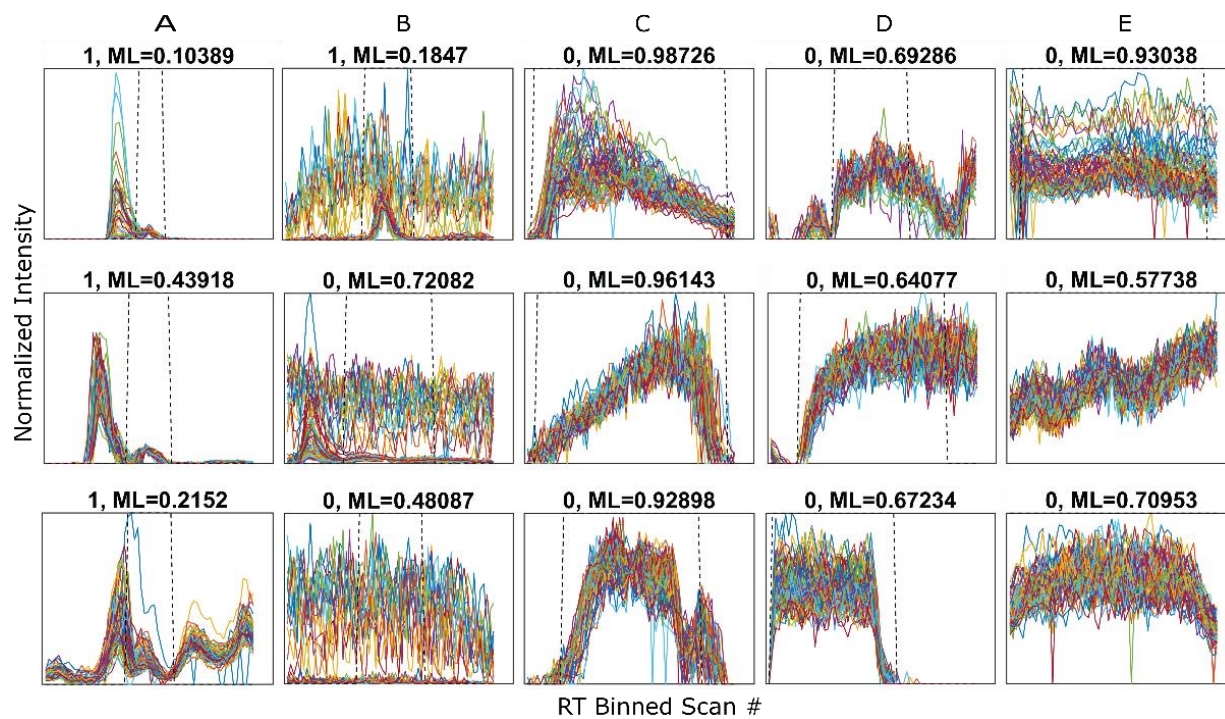 A B C D E
1, ML=0.10389 1, ML=0.1847 0, ML=0.98726 0, ML=0.69286 0, ML=0.93038
Normalized Intensity
1, ML=0.43918 0, ML=0.72082 0, ML=0.96143 0, ML=0.64077 0, ML=0.57738
1, ML=0.2152 0, ML=0.48087 0, ML=0.92898 0, ML=0.67234 0, ML=0.70953
RT Binned Scan #